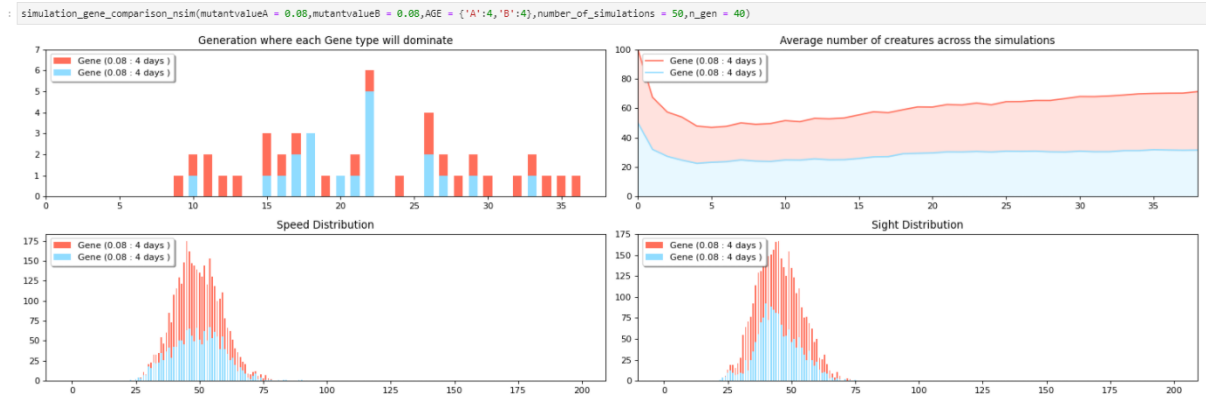 simulation_gene_comparison_nsim(mutantvalueA = 0.08,mutantvalueB = 0.08,AGE = {'A':4,'B':4},number_of_simulations = 50,n_gen = 40)
Generation where each Gene type will dominate
7
6
5
4
3
2
1
0
Gene (0.08 : 4 days )
Gene (0.08 : 4 days )
0 5 10 15 20 25 30 35
Average number of creatures across the simulations
100
80
60
40
20
0
Gene (0.08 : 4 days )
Gene (0.08 : 4 days )
0 5 10 15 20 25 30 35
Speed Distribution
175
150
125
100
75
50
25
0
Gene (0.08 : 4 days )
Gene (0.08 : 4 days )
0 25 50 75 100 125 150 175 200
Sight Distribution
175
150
125
100
75
50
25
0
Gene (0.08 : 4 days )
Gene (0.08 : 4 days )
0 25 50 75 100 125 150 175 200